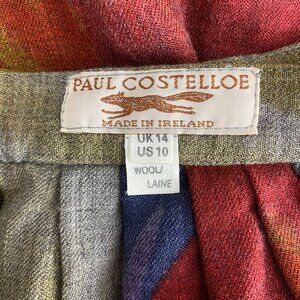 PAUL COSTELLOE
MADE IN IRELAND
UK 14
US 10
WOOL/
LAINE